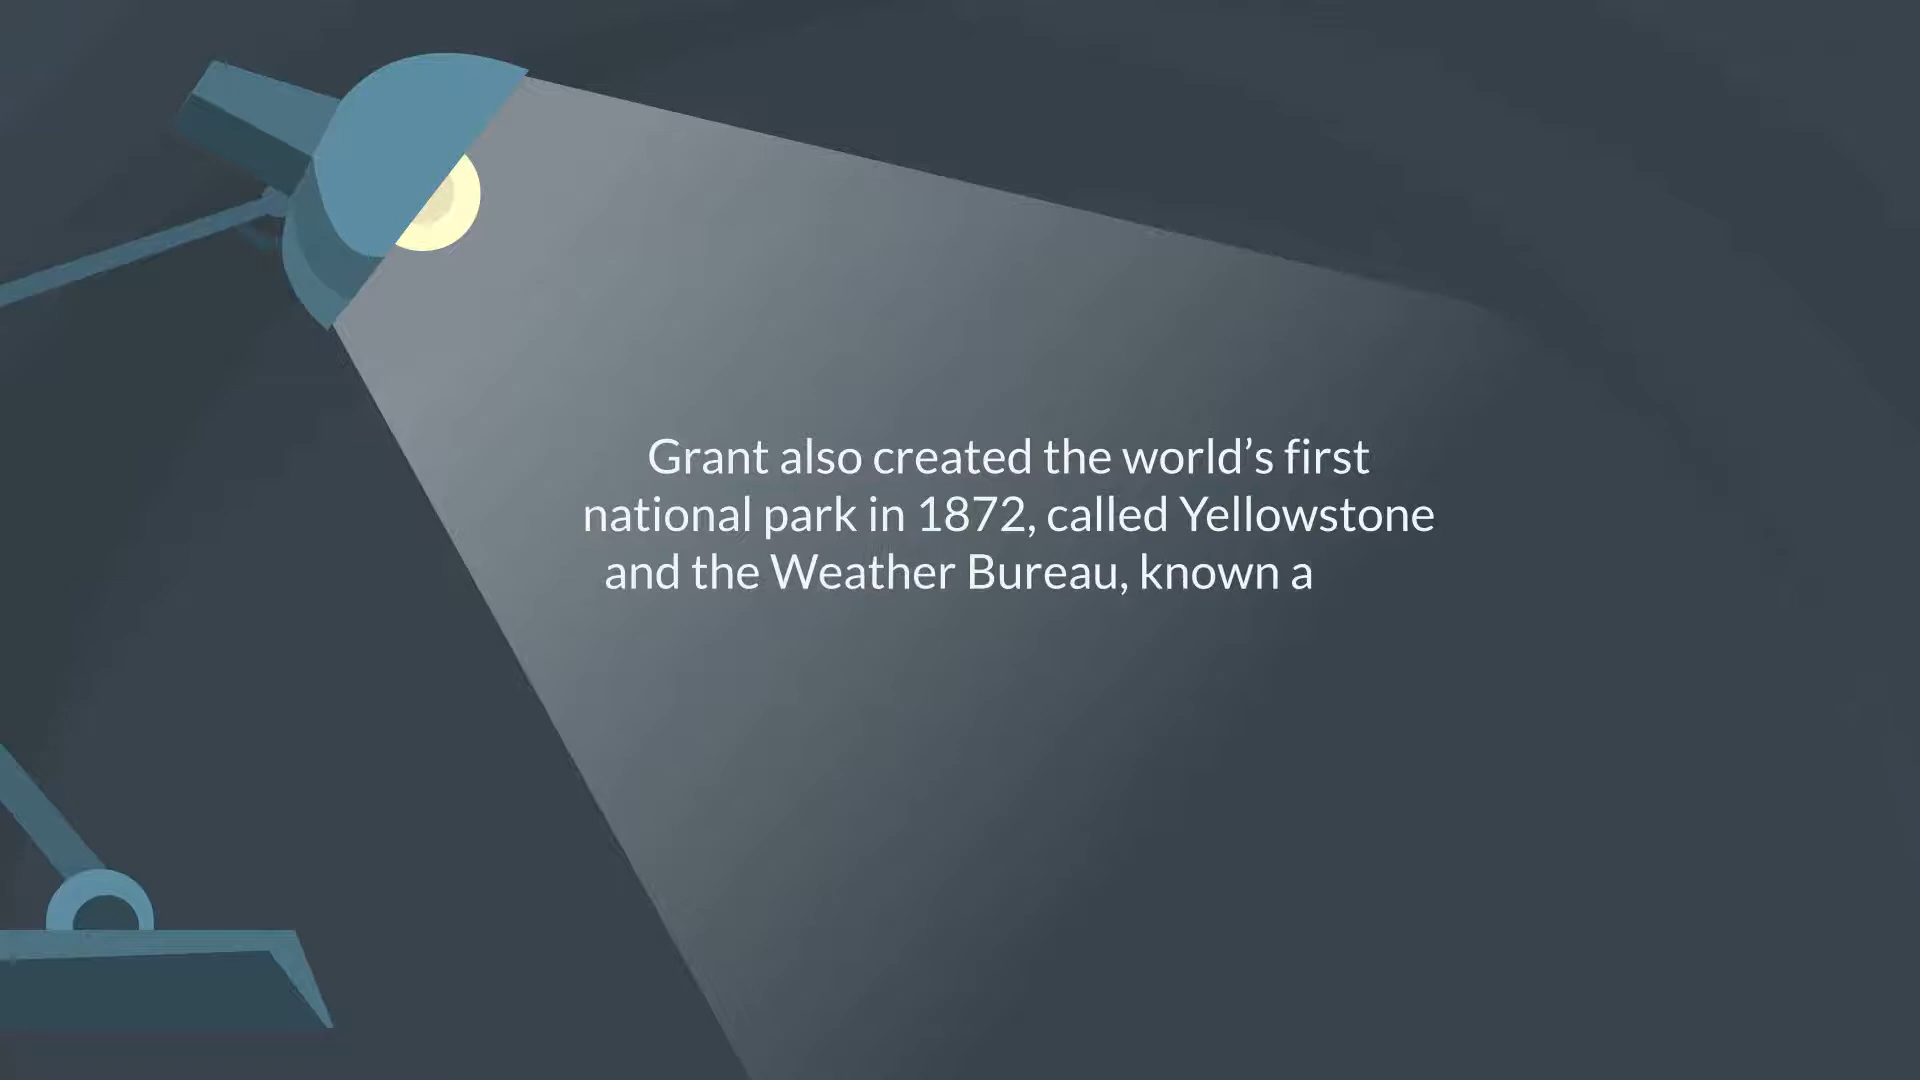 Grant also created the world’s first
national park in 1872, called Yellowstone
and the Weather Bureau, known a